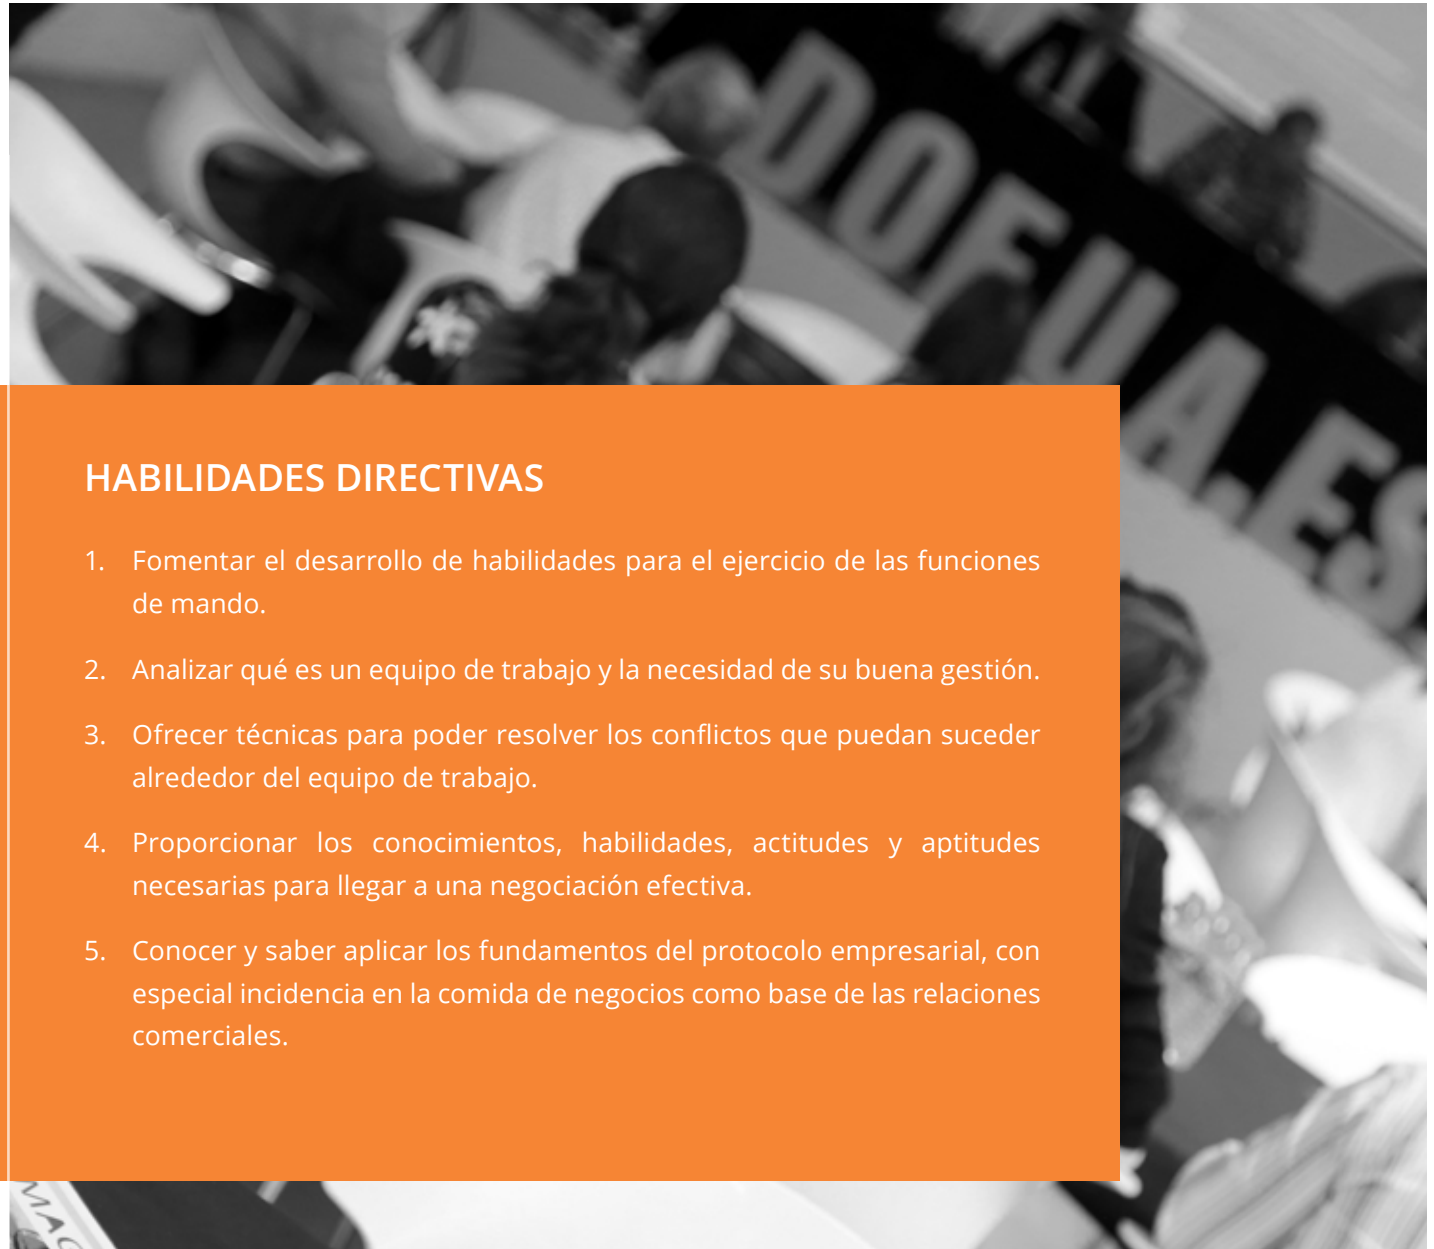 DOFUA.ES
HABILIDADES DIRECTIVAS
1. Fomentar el desarrollo de habilidades para el ejercicio de las funciones
de mando.
2. Analizar qué es un equipo de trabajo y la necesidad de su buena gestión.
3. Ofrecer técnicas para poder resolver los conflictos que puedan suceder
alrededor del equipo de trabajo.
4. Proporcionar los conocimientos, habilidades, actitudes y aptitudes
necesarias para llegar a una negociación efectiva.
5. Conocer y saber aplicar los fundamentos del protocolo empresarial, con
especial incidencia en la comida de negocios como base de las relaciones
comerciales.